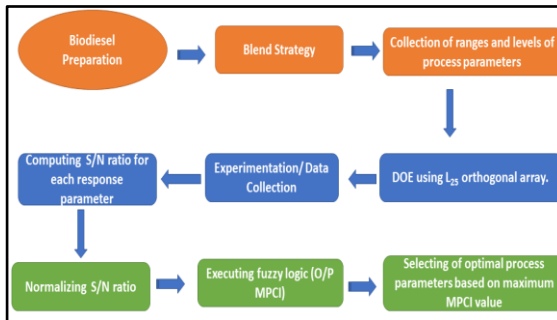 Biodiesel
Preparation
Blend Strategy
Collection of ranges and levels of
process parameters
DOE using L25 orthogonal array.
Experimentation/ Data
Collection
Computing S/N ratio for
each response
parameter
Normalizing S/N ratio
Executing fuzzy logic (O/P
MPCI)
Selecting of optimal process
parameters based on maximum
MPCI value